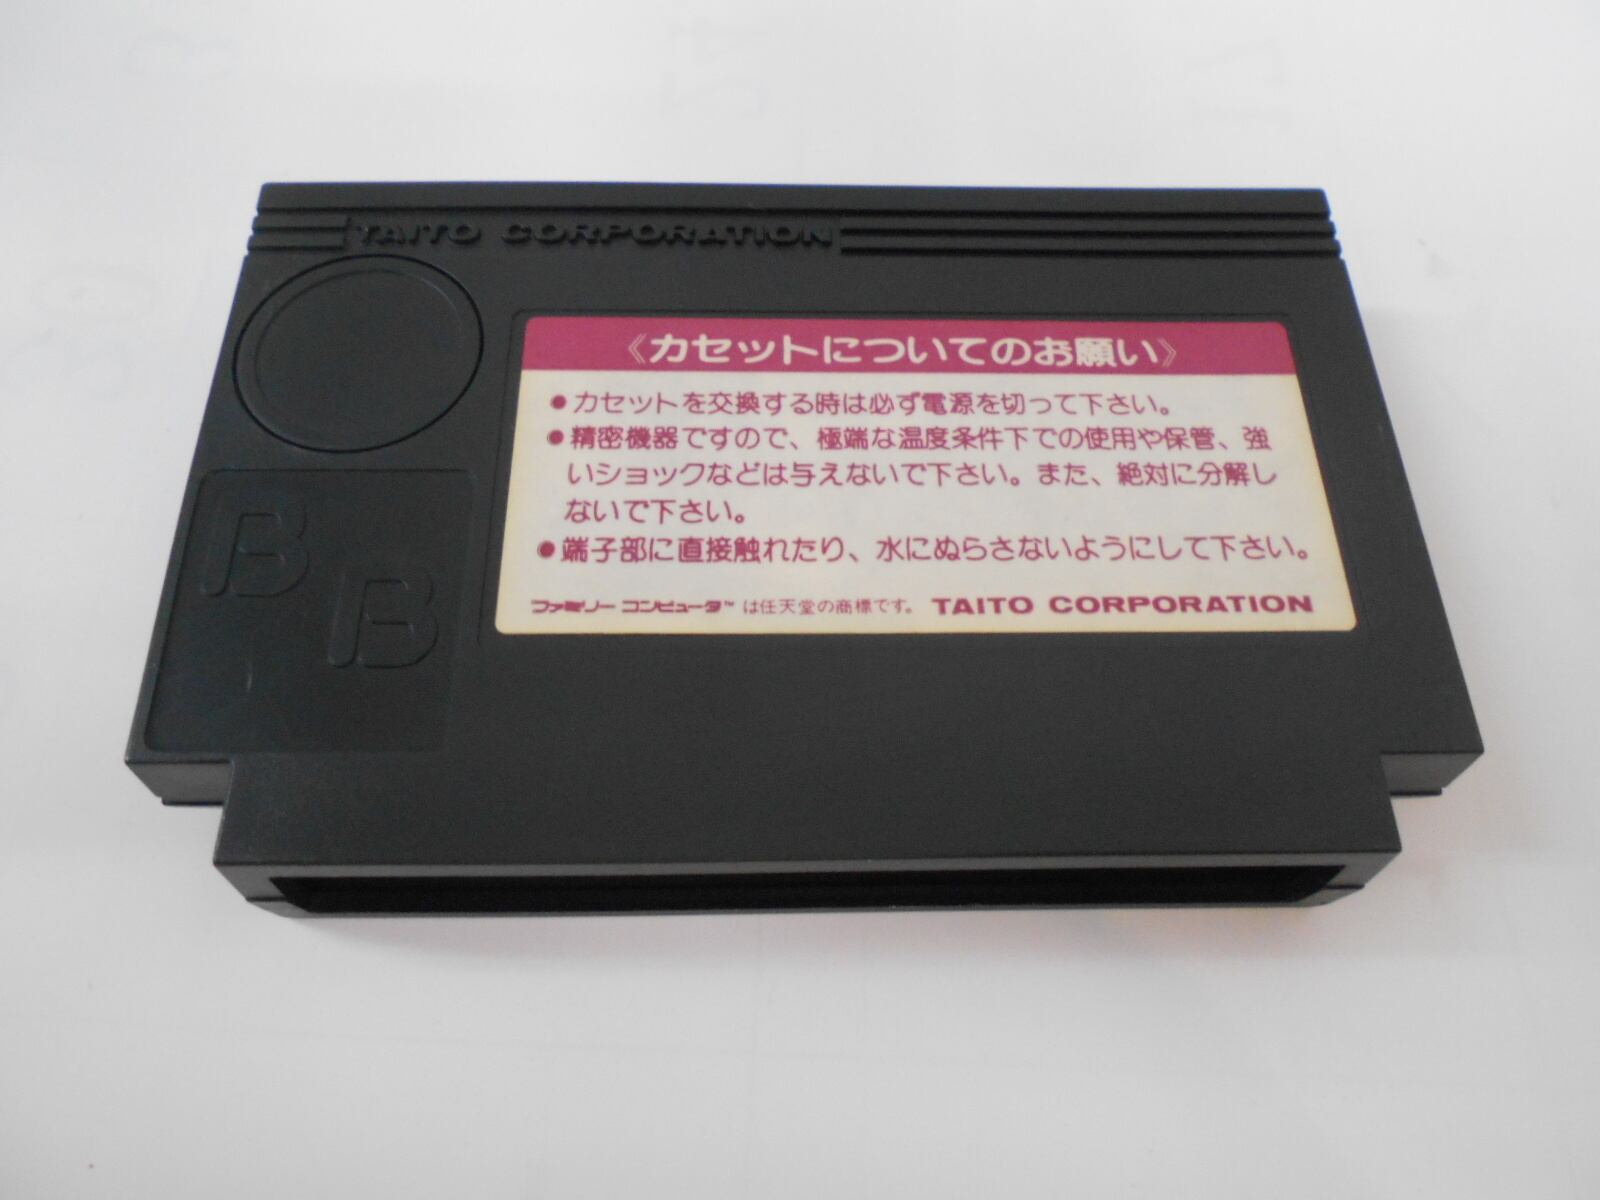 TAITO CORPORATION
《カセットについてのお願い》
●カセットを交換する時は必ず電源を切って下さい。
●精密機器ですので、極端な温度条件下での使用や保管、強
いショックなどは与えないで下さい。また、絶対に分解し
ないで下さい。
●端子部に直接触れたり、水にぬらさないようにして下さい。
ファミリー コンピュータ™ は任天堂の商標です。 TAITO CORPORATION
B
B